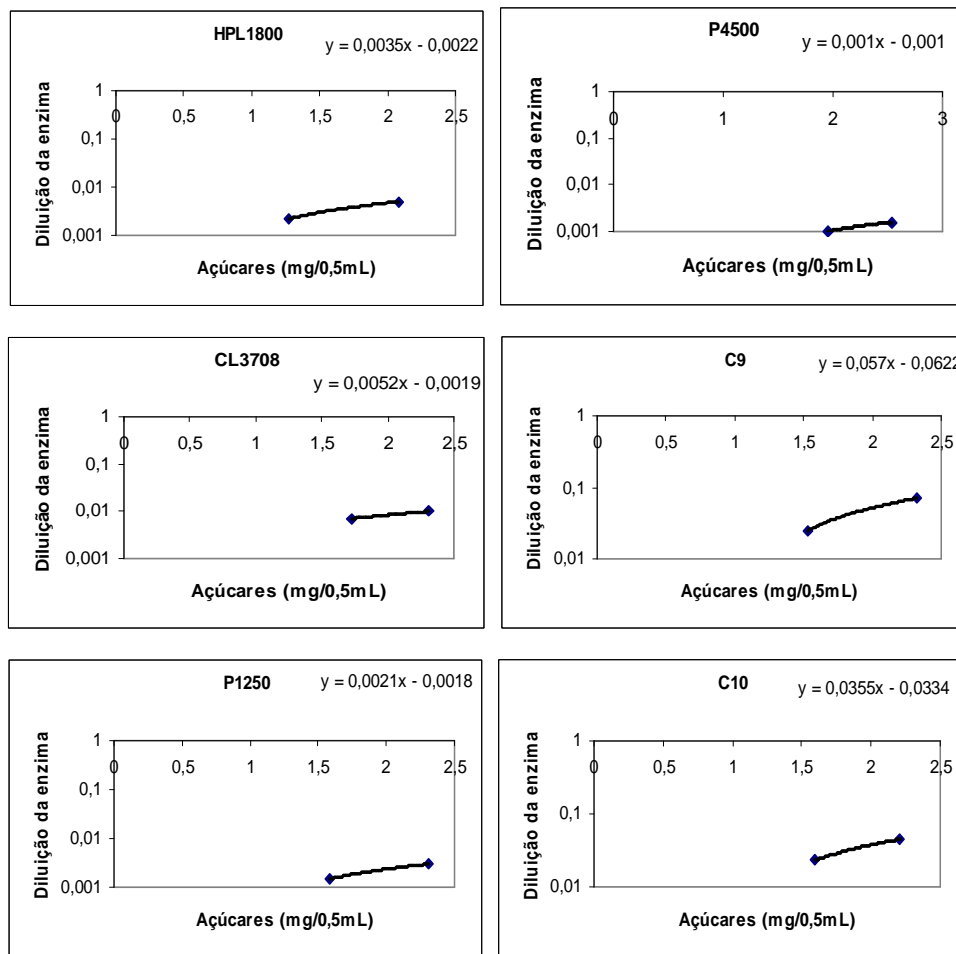 HPL1800
y = 0,0035x - 0,0022
Diluição da enzima
1
0,1
0,01
0,001
0 0,5 1 1,5 2 2,5
Açúcares (mg/0,5mL)
P4500
y = 0,001x - 0,001
Diluição da enzima
1
0,1
0,01
0,001
0 1 2 3
Açúcares (mg/0,5mL)
CL3708
y = 0,0052x - 0,0019
Diluição da enzima
1
0,1
0,01
0,001
0 0,5 1 1,5 2 2,5
Açúcares (mg/0,5mL)
C9
y = 0,057x - 0,0622
Diluição da enzima
1
0,1
0,01
0 0,5 1 1,5 2 2,5
Açúcares (mg/0,5mL)
P1250
y = 0,0021x - 0,0018
Diluição da enzima
1
0,1
0,01
0,001
0 0,5 1 1,5 2 2,5
Açúcares (mg/0,5mL)
C10
y = 0,0355x - 0,0334
Diluição da enzima
1
0,1
0,01
0 0,5 1 1,5 2 2,5
Açúcares (mg/0,5mL)